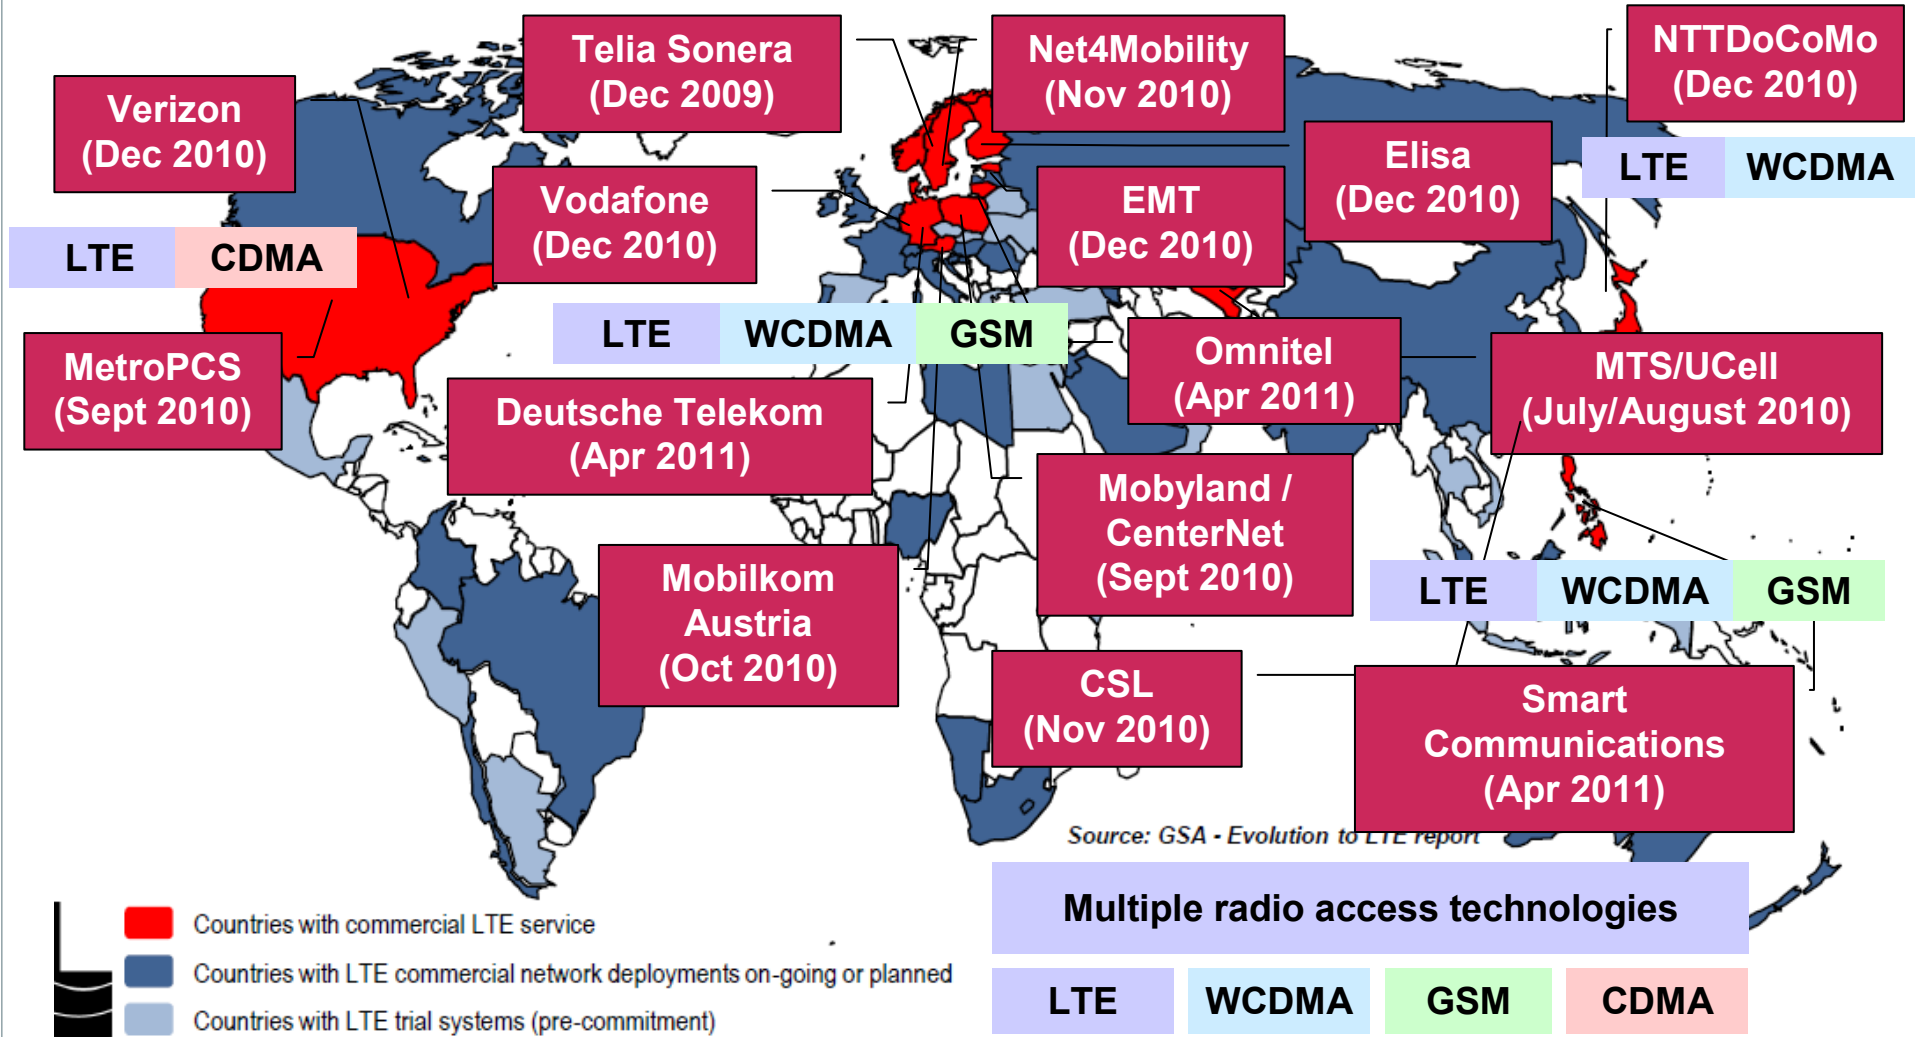 Telia Sonera
(Dec 2009)
Net4Mobility
(Nov 2010)
NTTDoCoMo
(Dec 2010)
Verizon
(Dec 2010)
Elisa
(Dec 2010)
LTE WCDMA
Vodafone
(Dec 2010)
EMT
(Dec 2010)
LTE CDMA
LTE WCDMA GSM
Omnitel
(Apr 2011)
MTS/UCell
(July/August 2010)
MetroPCS
(Sept 2010)
Deutsche Telekom
(Apr 2011)
Mobyland /
CenterNet
(Sept 2010)
Mobilkom
Austria
(Oct 2010)
LTE WCDMA GSM
CSL
(Nov 2010)
Smart
Communications
(Apr 2011)
Source: GSA - Evolution to LTE report
Multiple radio access technologies
LTE WCDMA GSM CDMA
Countries with commercial LTE service
Countries with LTE commercial network deployments on-going or planned
Countries with LTE trial systems (pre-commitment)